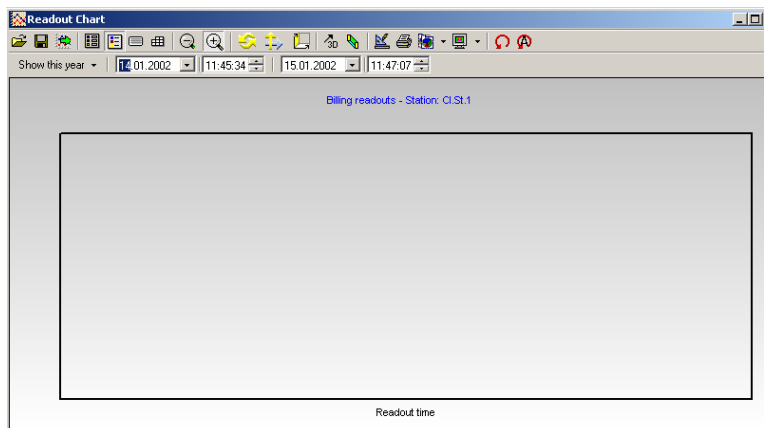 Readout Chart
3D A
Show this year 14.01.2002 11:45:34 15.01.2002 11:47:07
Billing readouts - Station: Cl.St.1
Readout time